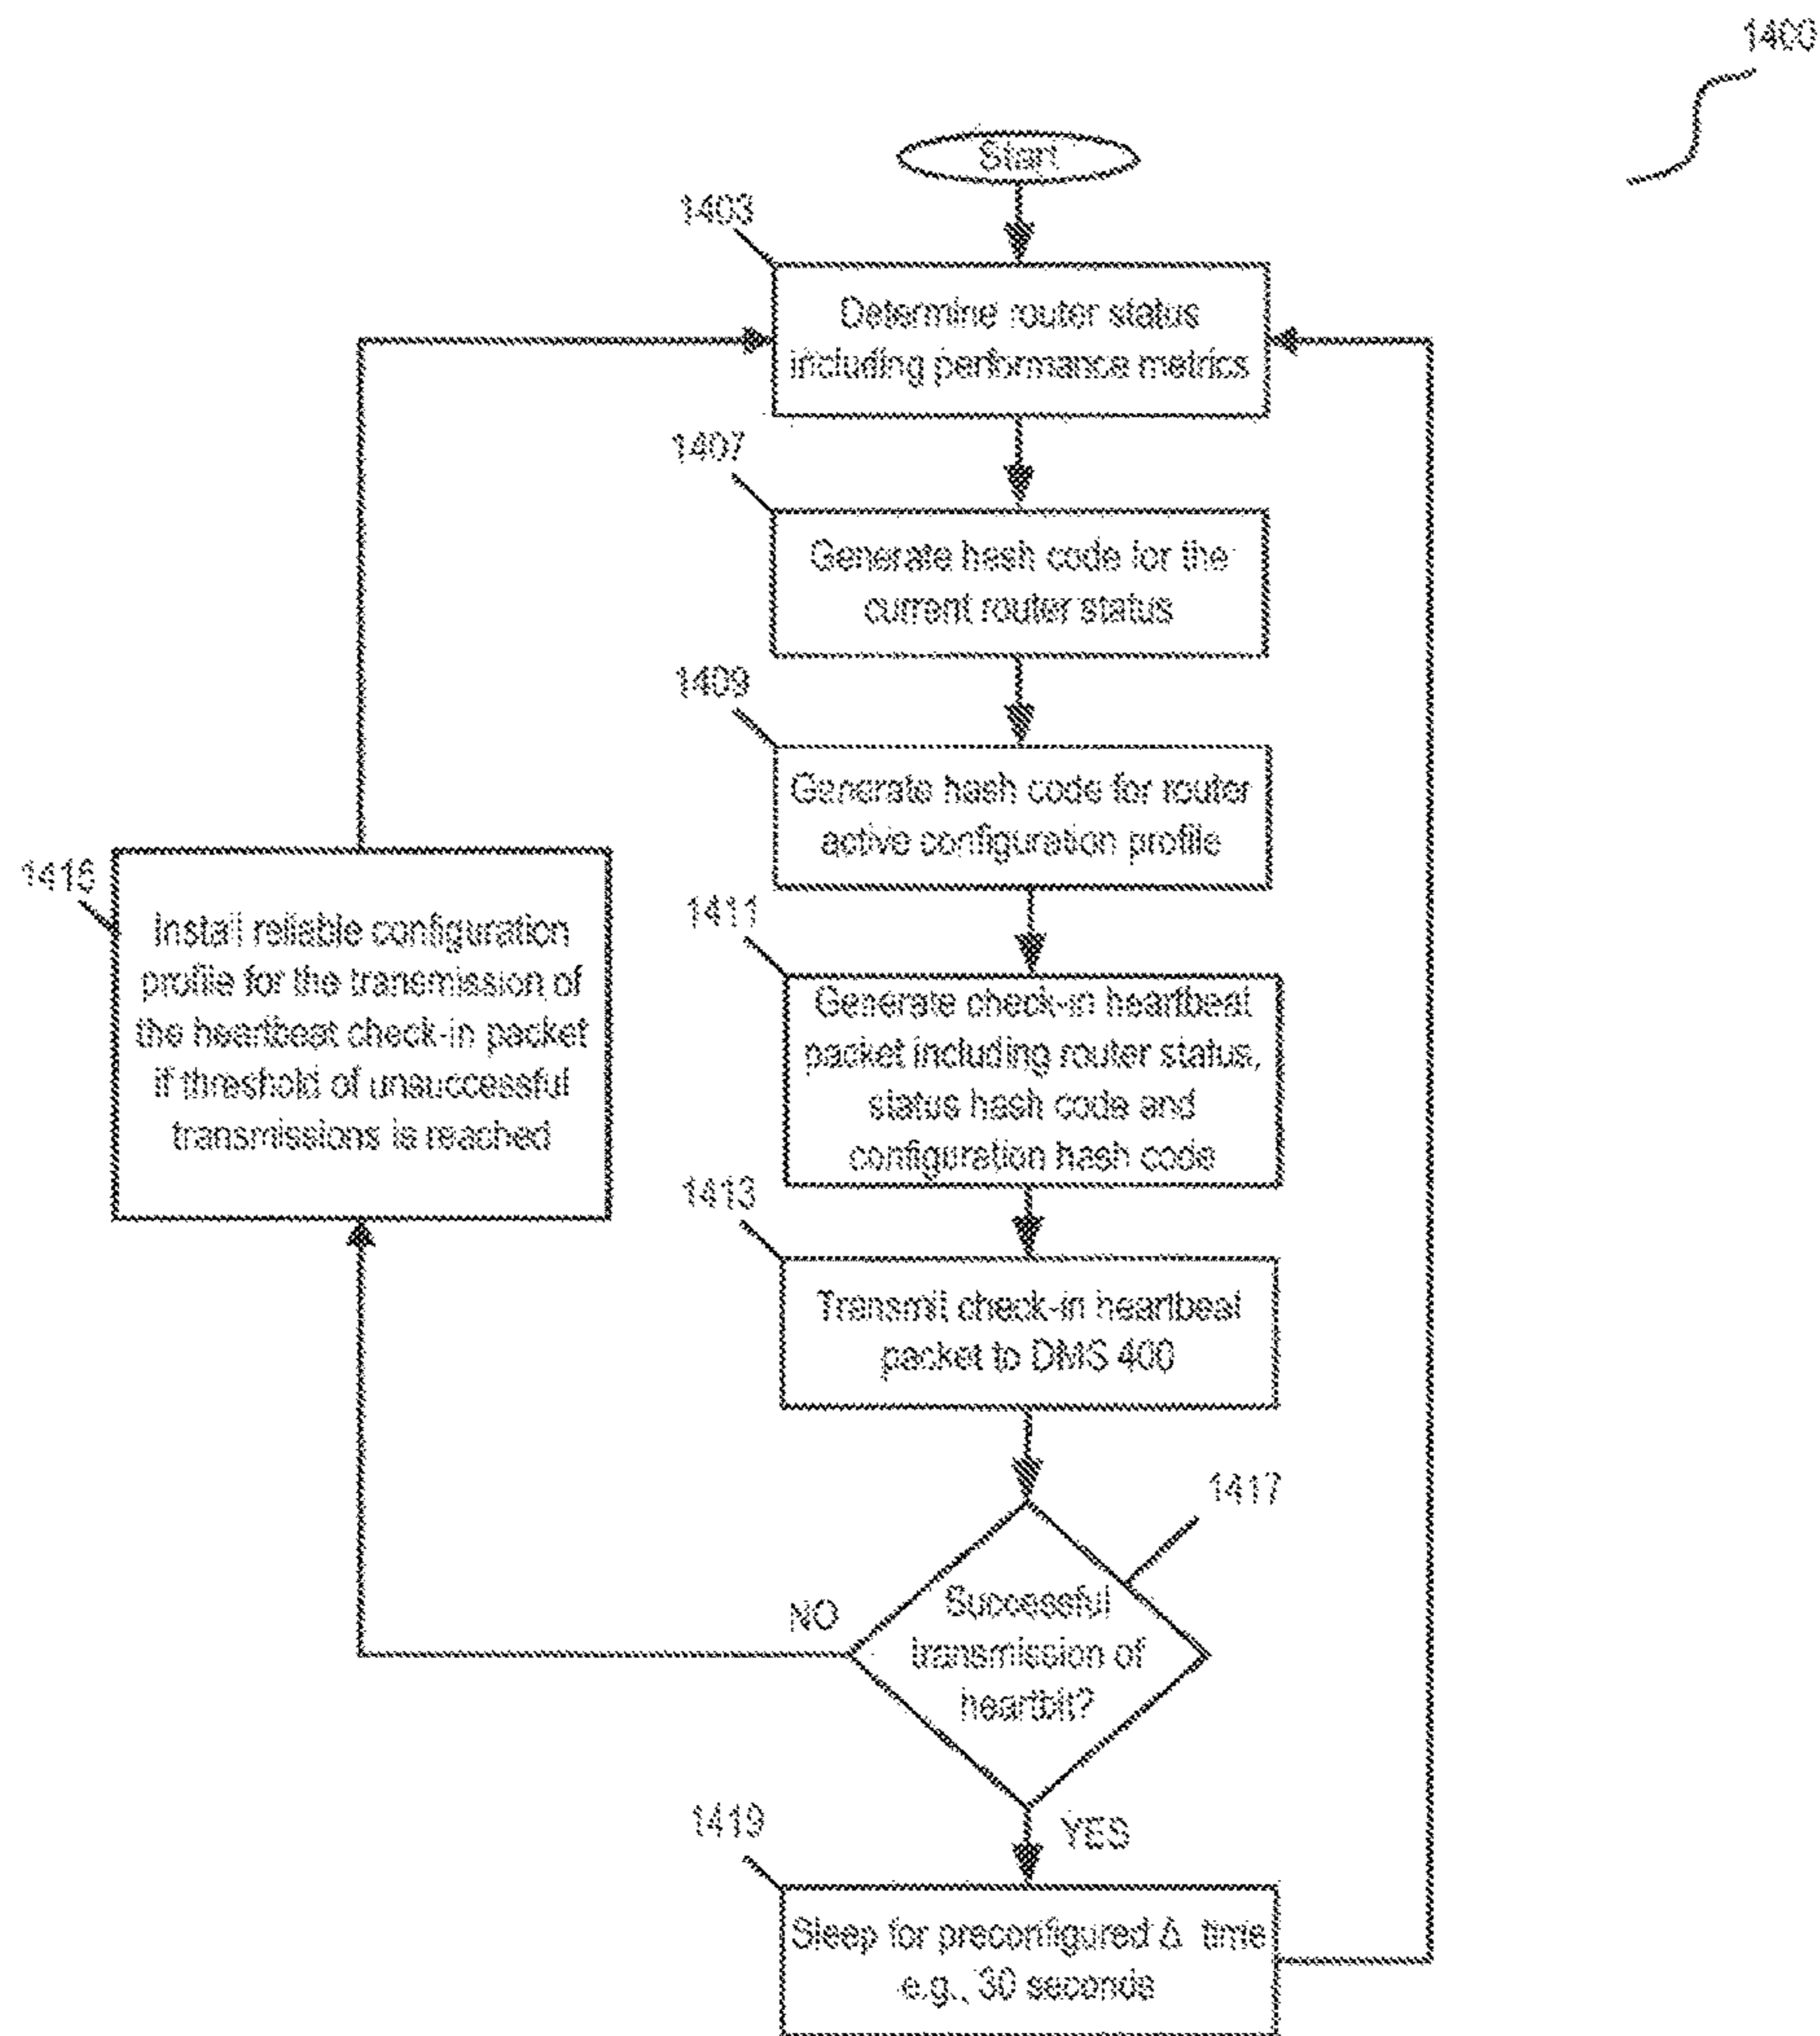 1400
Start
1403
Determine router status
including performance metrics
1407
Generate hash code for the
current router status
1409
Generate hash code for router
active configuration profile
1416
Install reliable configuration
profile for the transmission of
the heartbeat check-in packet
if threshold of unsuccessful
transmissions is reached
1411
Generate check-in heartbeat
packet including router status,
status hash code and
configuration hash code
1413
Transmit check-in heartbeat
packet to DMS 400
1417
Successful
transmission of
heartbit?
NO
YES
1419
Sleep for preconfigured Δ time
e.g., 30 seconds